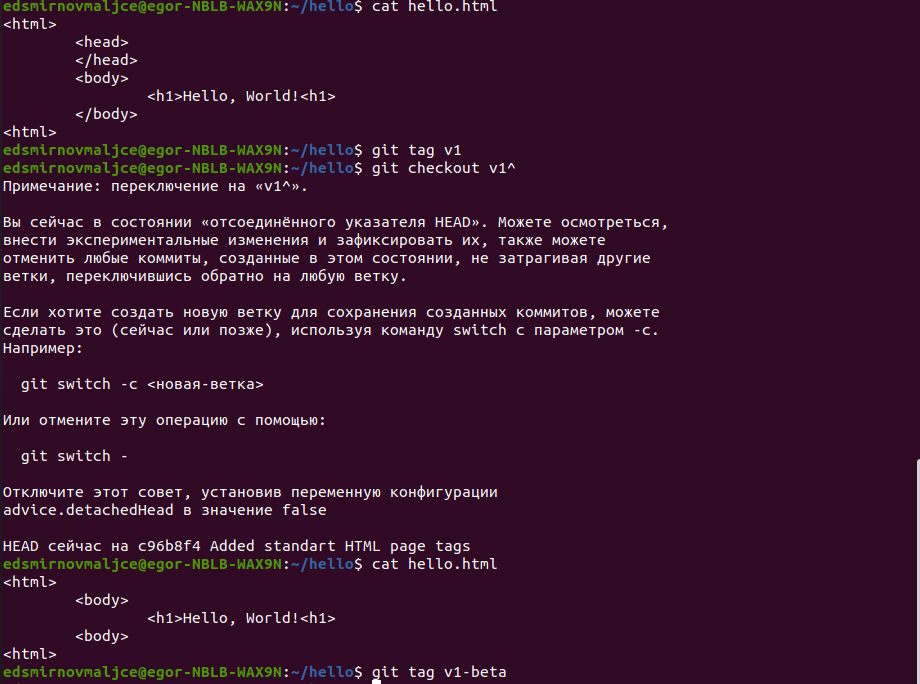 edsmirnovmaljce@egor-NBLB-WAX9N:~/hello$ cat hello.html
<html>
        <head>
        </head>
        <body>
                <h1>Hello, World!<h1>
        </body>
<html>
edsmirnovmaljce@egor-NBLB-WAX9N:~/hello$ git tag v1
edsmirnovmaljce@egor-NBLB-WAX9N:~/hello$ git checkout v1^
Примечание: переключение на «v1^».

Вы сейчас в состоянии «отсоединённого указателя HEAD». Можете осмотреться,
внести экспериментальные изменения и зафиксировать их, также можете
отменить любые коммиты, созданные в этом состоянии, не затрагивая другие
ветки, переключившись обратно на любую ветку.

Если хотите создать новую ветку для сохранения созданных коммитов, можете
сделать это (сейчас или позже), используя команду switch с параметром -c.
Например:

  git switch -c <новая-ветка>

Или отмените эту операцию с помощью:

  git switch -

Отключите этот совет, установив переменную конфигурации
advice.detachedHead в значение false

HEAD сейчас на c96b8f4 Added standart HTML page tags
edsmirnovmaljce@egor-NBLB-WAX9N:~/hello$ cat hello.html
<html>
        <body>
                <h1>Hello, World!<h1>
        <body>
<html>
edsmirnovmaljce@egor-NBLB-WAX9N:~/hello$ git tag v1-beta